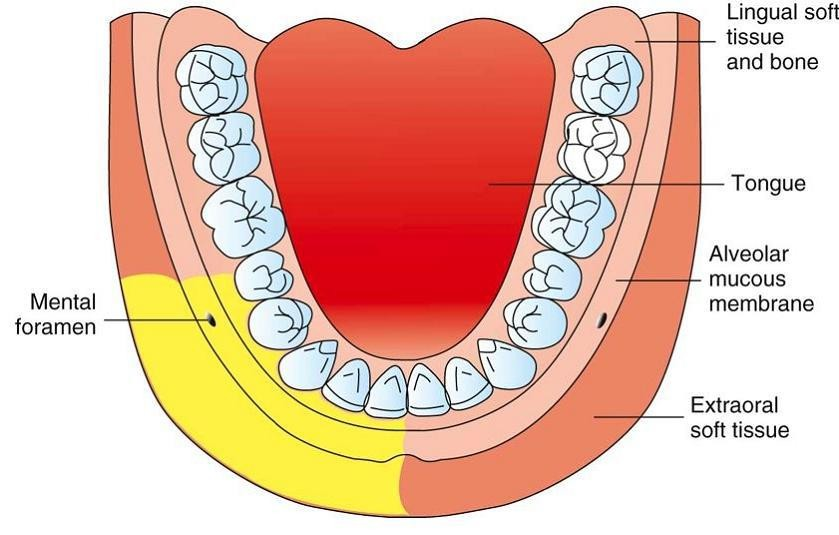 Lingual soft
tissue
and bone
Tongue
Alveolar
mucous
membrane
Mental
foramen
Extraoral
soft tissue